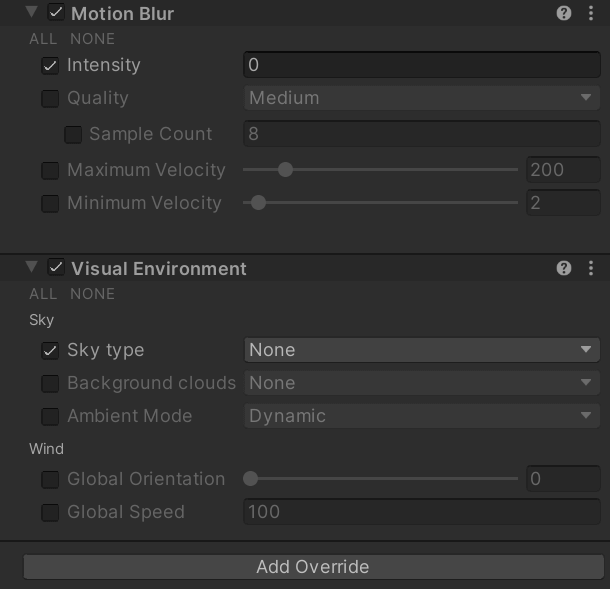 Motion Blur
ALL NONE
Intensity 0
Quality Medium
Sample Count 8
Maximum Velocity 200
Minimum Velocity 2
Visual Environment
ALL NONE
Sky
Sky type None
Background clouds None
Ambient Mode Dynamic
Wind
Global Orientation 0
Global Speed 100
Add Override